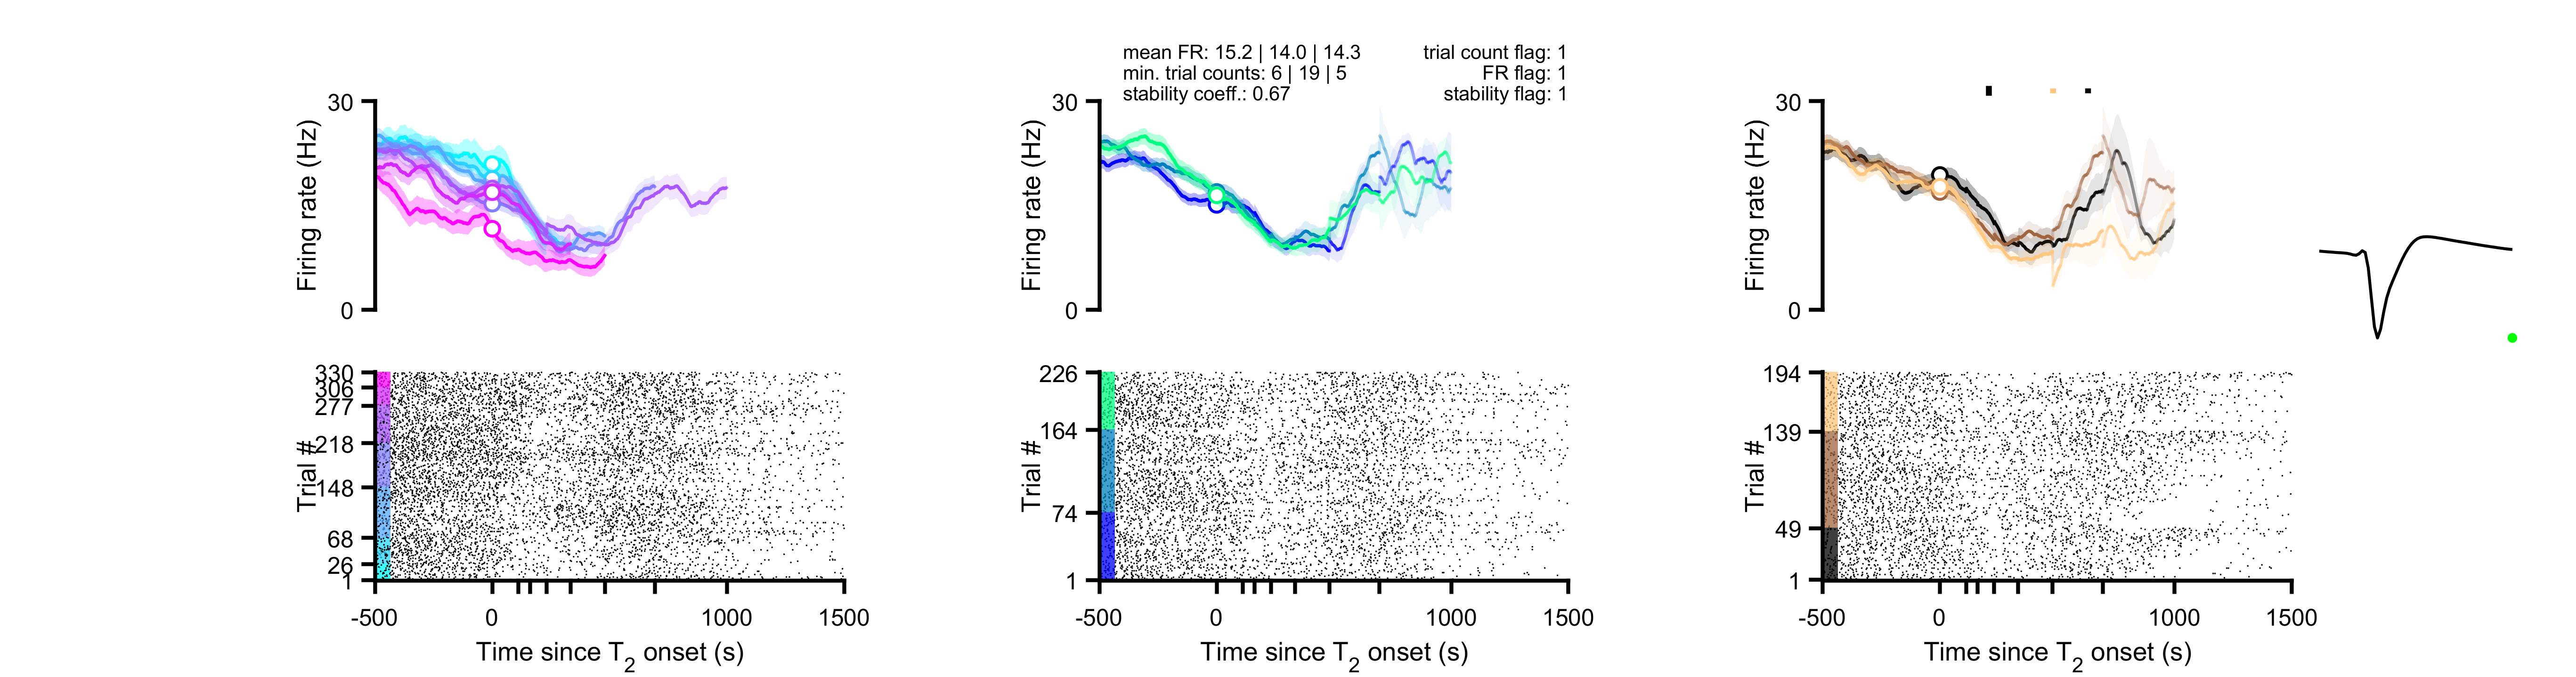 mean FR: 15.2 | 14.0 | 14.3
min. trial counts: 6 | 19 | 5
stability coeff.: 0.67
trial count flag: 1
FR flag: 1
stability flag: 1
30
0
Firing rate (Hz)
30
0
Firing rate (Hz)
30
0
Firing rate (Hz)
330
306
277
218
148
68
26
1
Trial #
-500
0
1000
1500
Time since T2 onset (s)
226
164
74
1
Trial #
-500
0
1000
1500
Time since T2 onset (s)
194
139
49
1
Trial #
-500
0
1000
1500
Time since T2 onset (s)